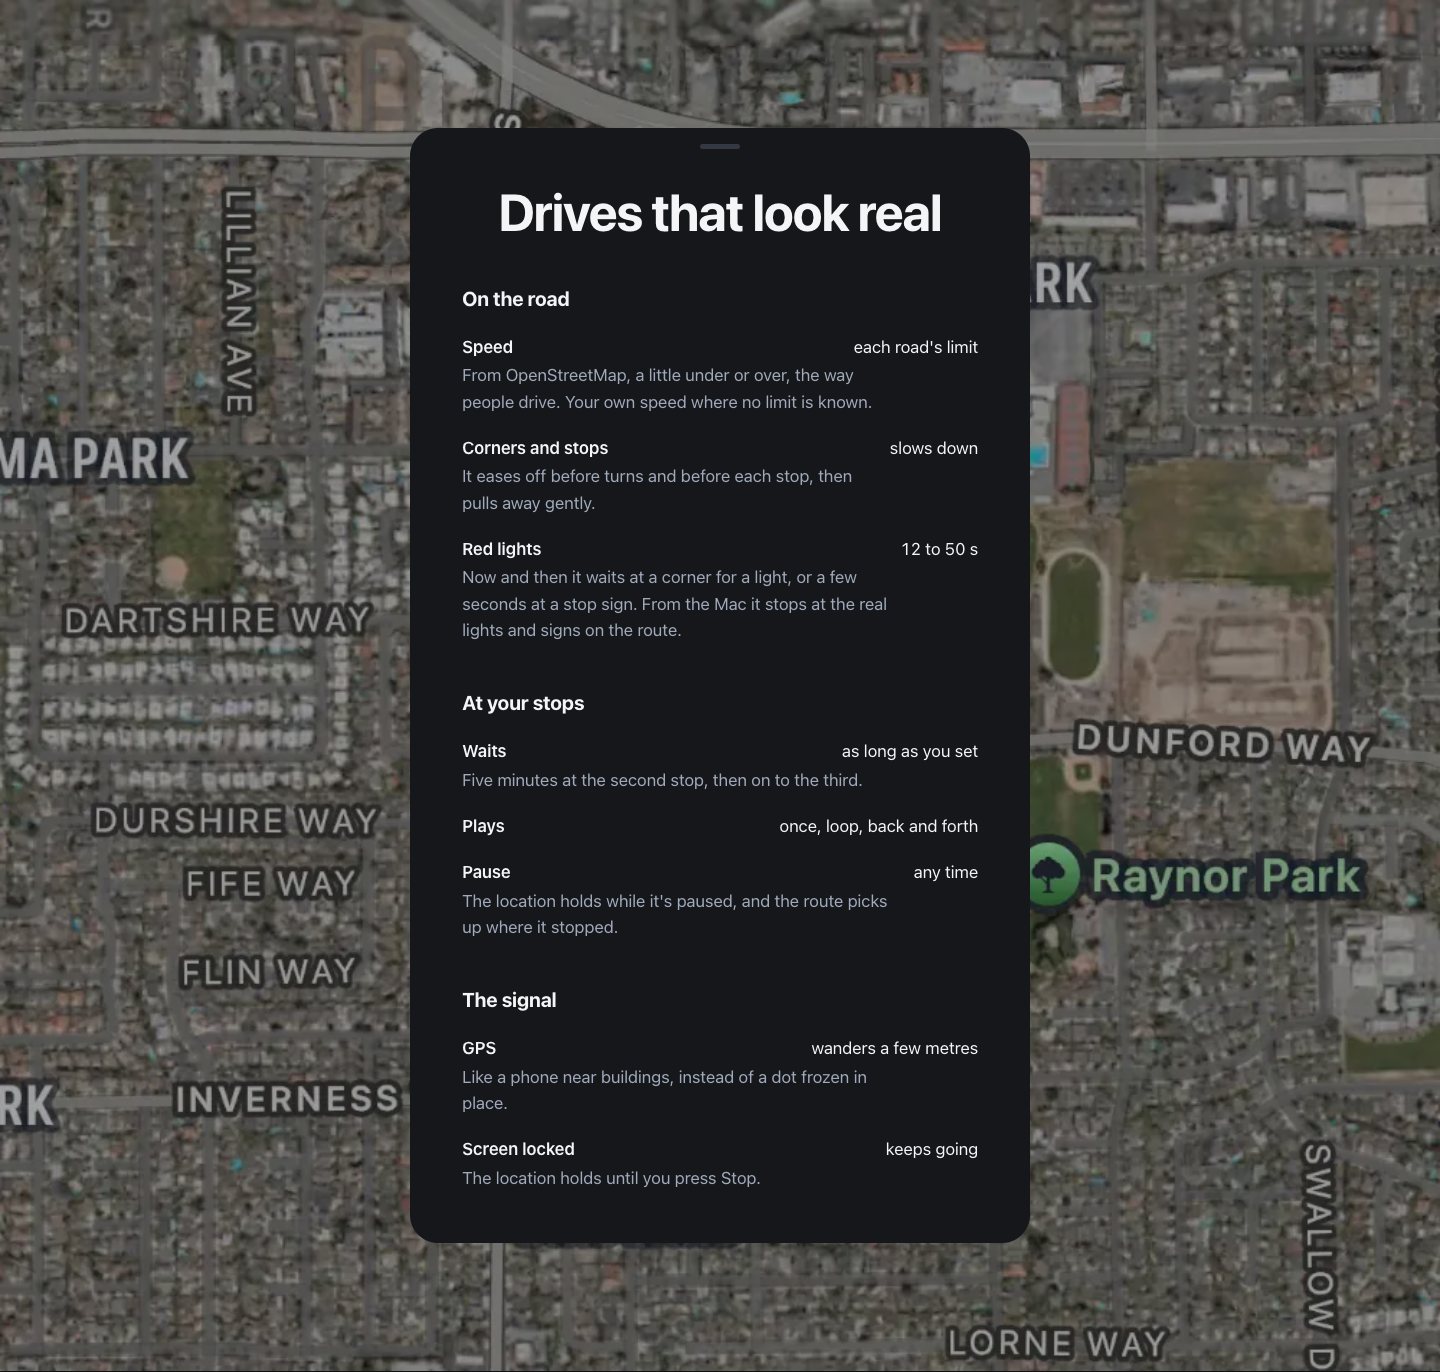 R
S
LILLIAN AVE
ARK
MA PARK
DARTSHIRE WAY
DUNFORD WAY
DURSHIRE WAY
FIFE WAY
Raynor Park
FLIN WAY
RK
INVERNESS
SWALLOW D
LORNE WAY
Drives that look real
On the road
Speed each road's limit
From OpenStreetMap, a little under or over, the way
people drive. Your own speed where no limit is known.
Corners and stops slows down
It eases off before turns and before each stop, then
pulls away gently.
Red lights 12 to 50 s
Now and then it waits at a corner for a light, or a few
seconds at a stop sign. From the Mac it stops at the real
lights and signs on the route.
At your stops
Waits as long as you set
Five minutes at the second stop, then on to the third.
Plays once, loop, back and forth
Pause any time
The location holds while it's paused, and the route picks
up where it stopped.
The signal
GPS wanders a few metres
Like a phone near buildings, instead of a dot frozen in
place.
Screen locked keeps going
The location holds until you press Stop.